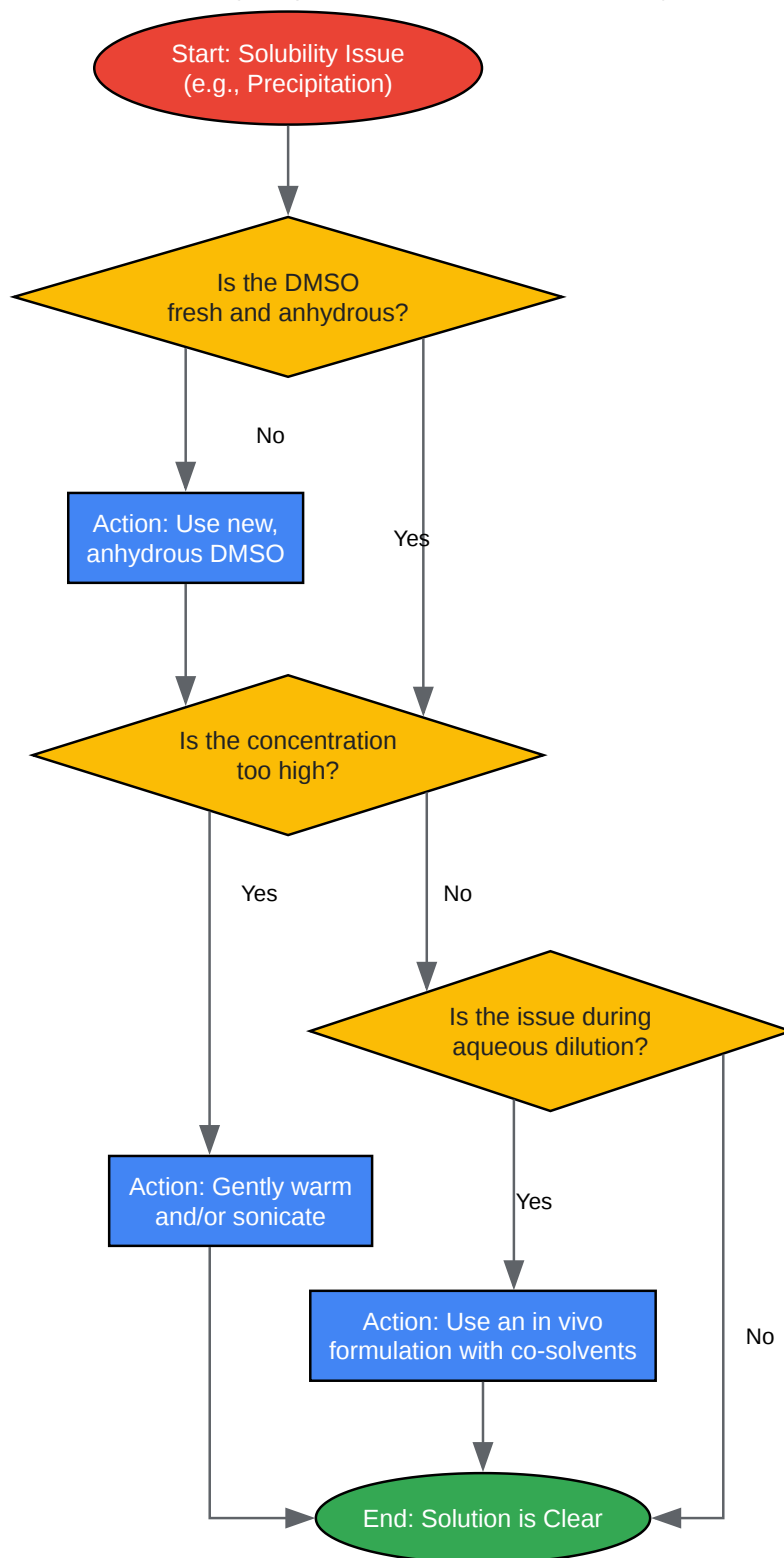 Start: Solubility Issue
(e.g., Precipitation)
Is the DMSO
fresh and anhydrous?
No
Action: Use new,
anhydrous DMSO
Yes
Is the concentration
too high?
Yes
No
Is the issue during
aqueous dilution?
Action: Gently warm
and/or sonicate
Yes
Action: Use an in vivo
formulation with co-solvents
No
End: Solution is Clear